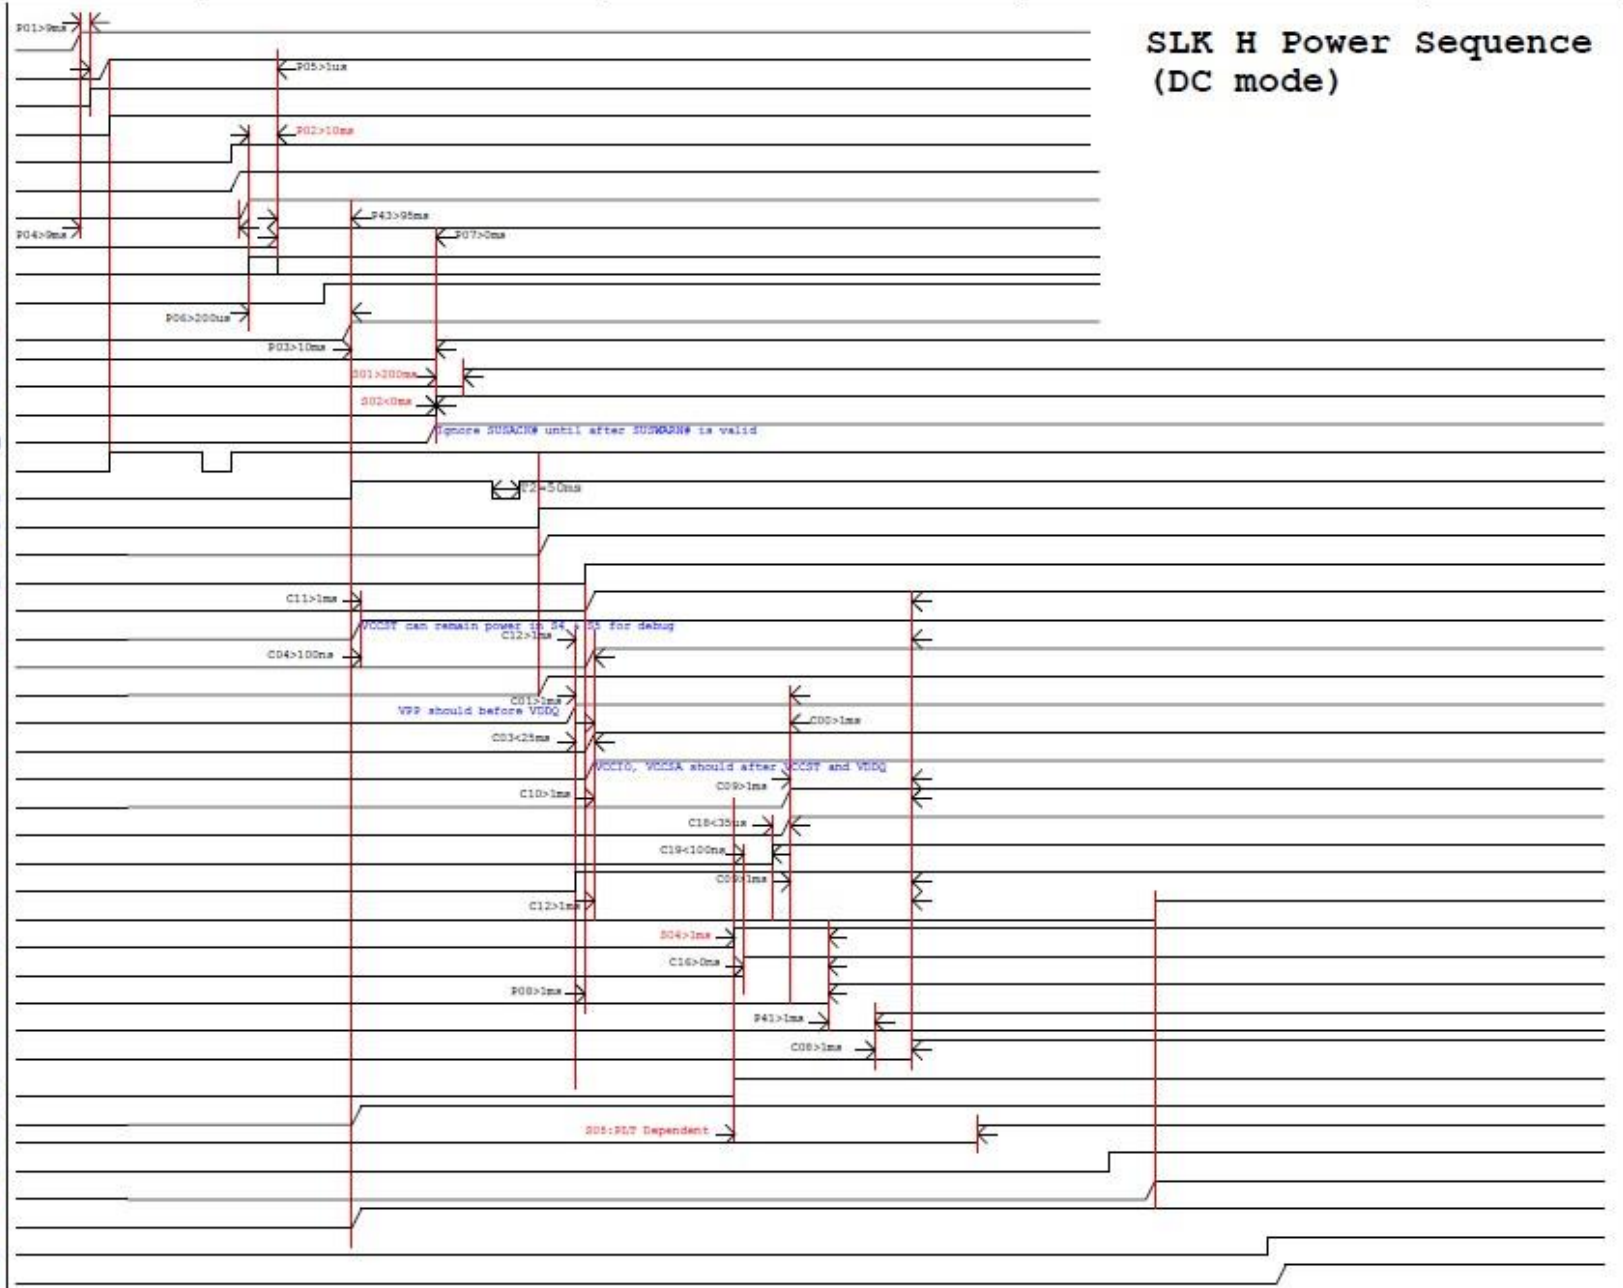 P01>9ms
SLK H Power Sequence
(DC mode)
P05>1us
P02>10ms
P43>95ms
P04>9ms
P07>0ms
P06>200us
P03>10ms
S01>200ms
S02<0ms
Ignore SUSACK# until after SUSWARN# is valid
T2=50ms
C11>1ms
VCCST can remain power in S4 , S5 for debug
C12>1ms
C04>100ns
C01>1ms
VPP should before VDDQ
C00>1ms
C03<25ms
VCCIO, VCCSA should after VCCST and VDDQ
C09>1ms
C10>1ms
C18<35us
C19<100ns
C09>1ms
C12>1ms
S04>1ms
C16>0ms
P08>1ms
P41>1ms
C08>1ms
S05:PLT Dependent